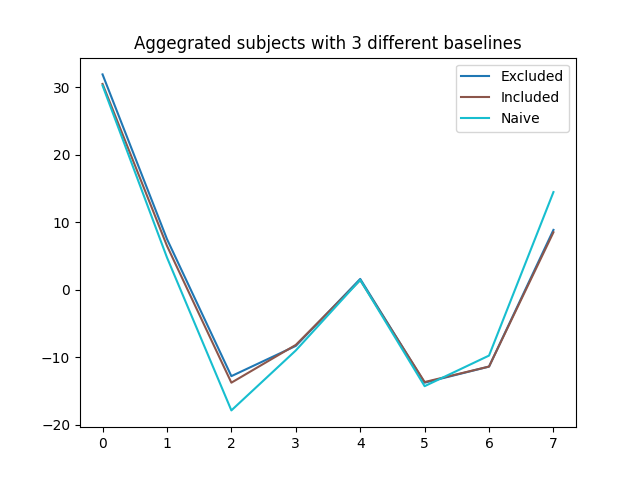 Aggegrated subjects with 3 different baselines
Excluded
Included
Naive
30
20
10
0
−10
−20
0 1 2 3 4 5 6 7